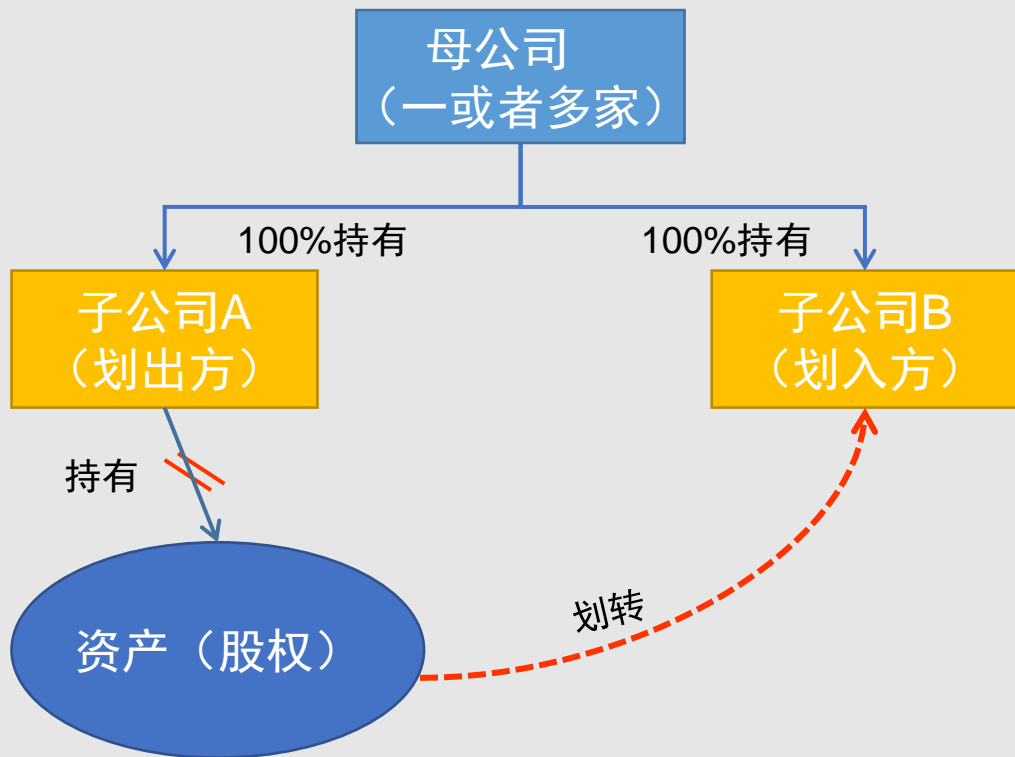 母公司
（一或者多家）
100%持有
100%持有
子公司A
（划出方）
子公司B
（划入方）
持有
划转
资产（股权）